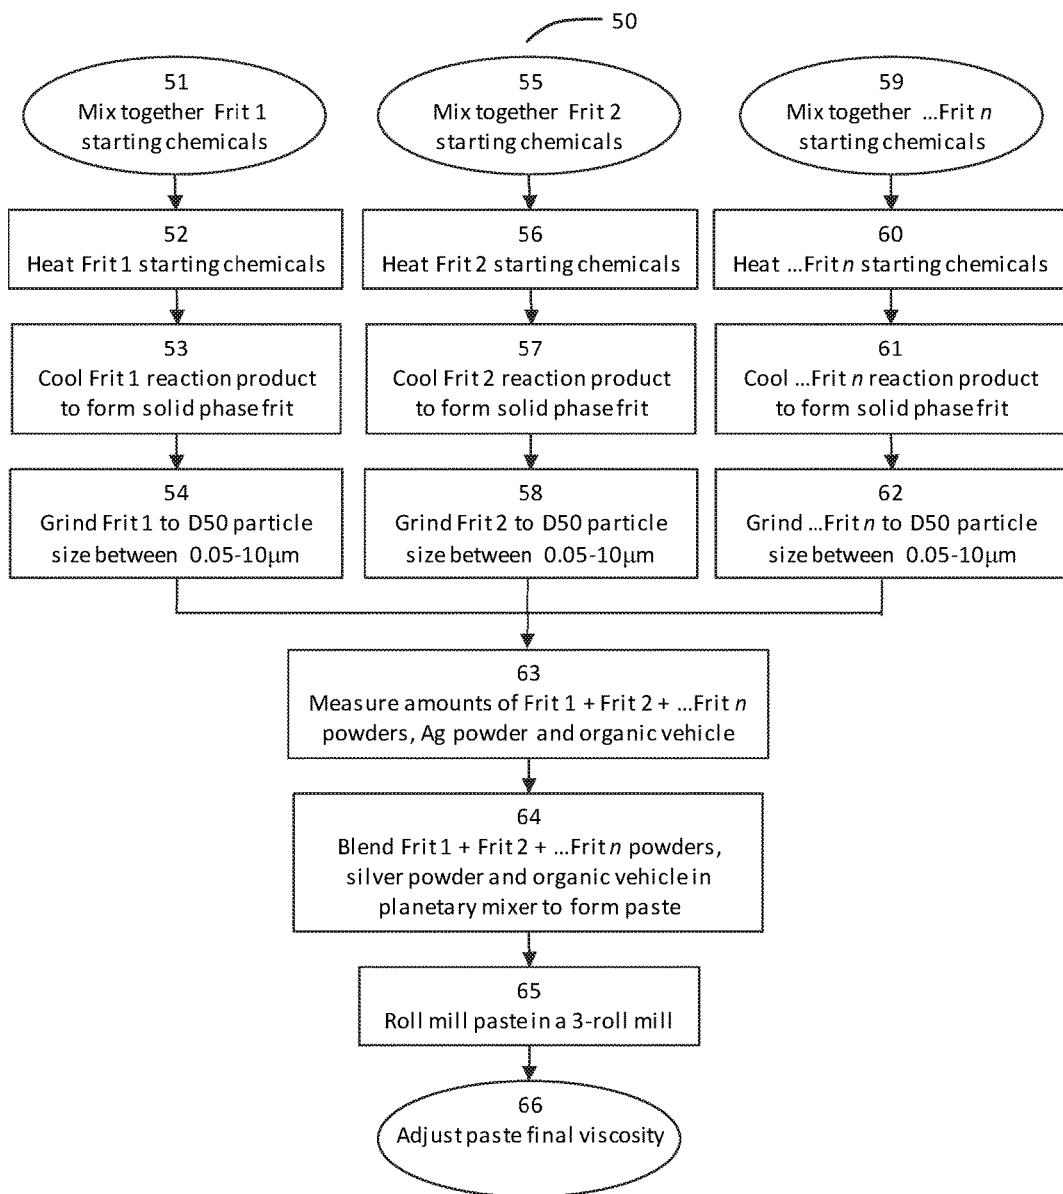 50
51
Mix together Frit 1
starting chemicals
52
Heat Frit 1 starting chemicals
53
Cool Frit 1 reaction product
to form solid phase frit
54
Grind Frit 1 to D50 particle
size between 0.05-10µm
55
Mix together Frit 2
starting chemicals
56
Heat Frit 2 starting chemicals
57
Cool Frit 2 reaction product
to form solid phase frit
58
Grind Frit 2 to D50 particle
size between 0.05-10µm
59
Mix together ...Frit n
starting chemicals
60
Heat ...Frit n starting chemicals
61
Cool ...Frit n reaction product
to form solid phase frit
62
Grind ...Frit n to D50 particle
size between 0.05-10µm
63
Measure amounts of Frit 1 + Frit 2 + ...Frit n
powders, Ag powder and organic vehicle
64
Blend Frit 1 + Frit 2 + ...Frit n powders,
silver powder and organic vehicle in
planetary mixer to form paste
65
Roll mill paste in a 3-roll mill
66
Adjust paste final viscosity